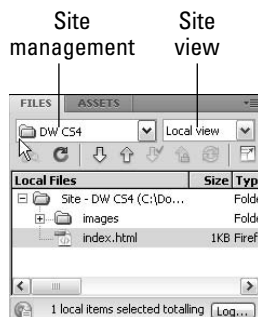 Site management
Site view
FILES ASSETS
DW CS4 Local view
Local Files Size Typ
Site - DW CS4 (C:\Do... Folde
images Folde
index.html 1KB Firef
1 local items selected totalling Log...